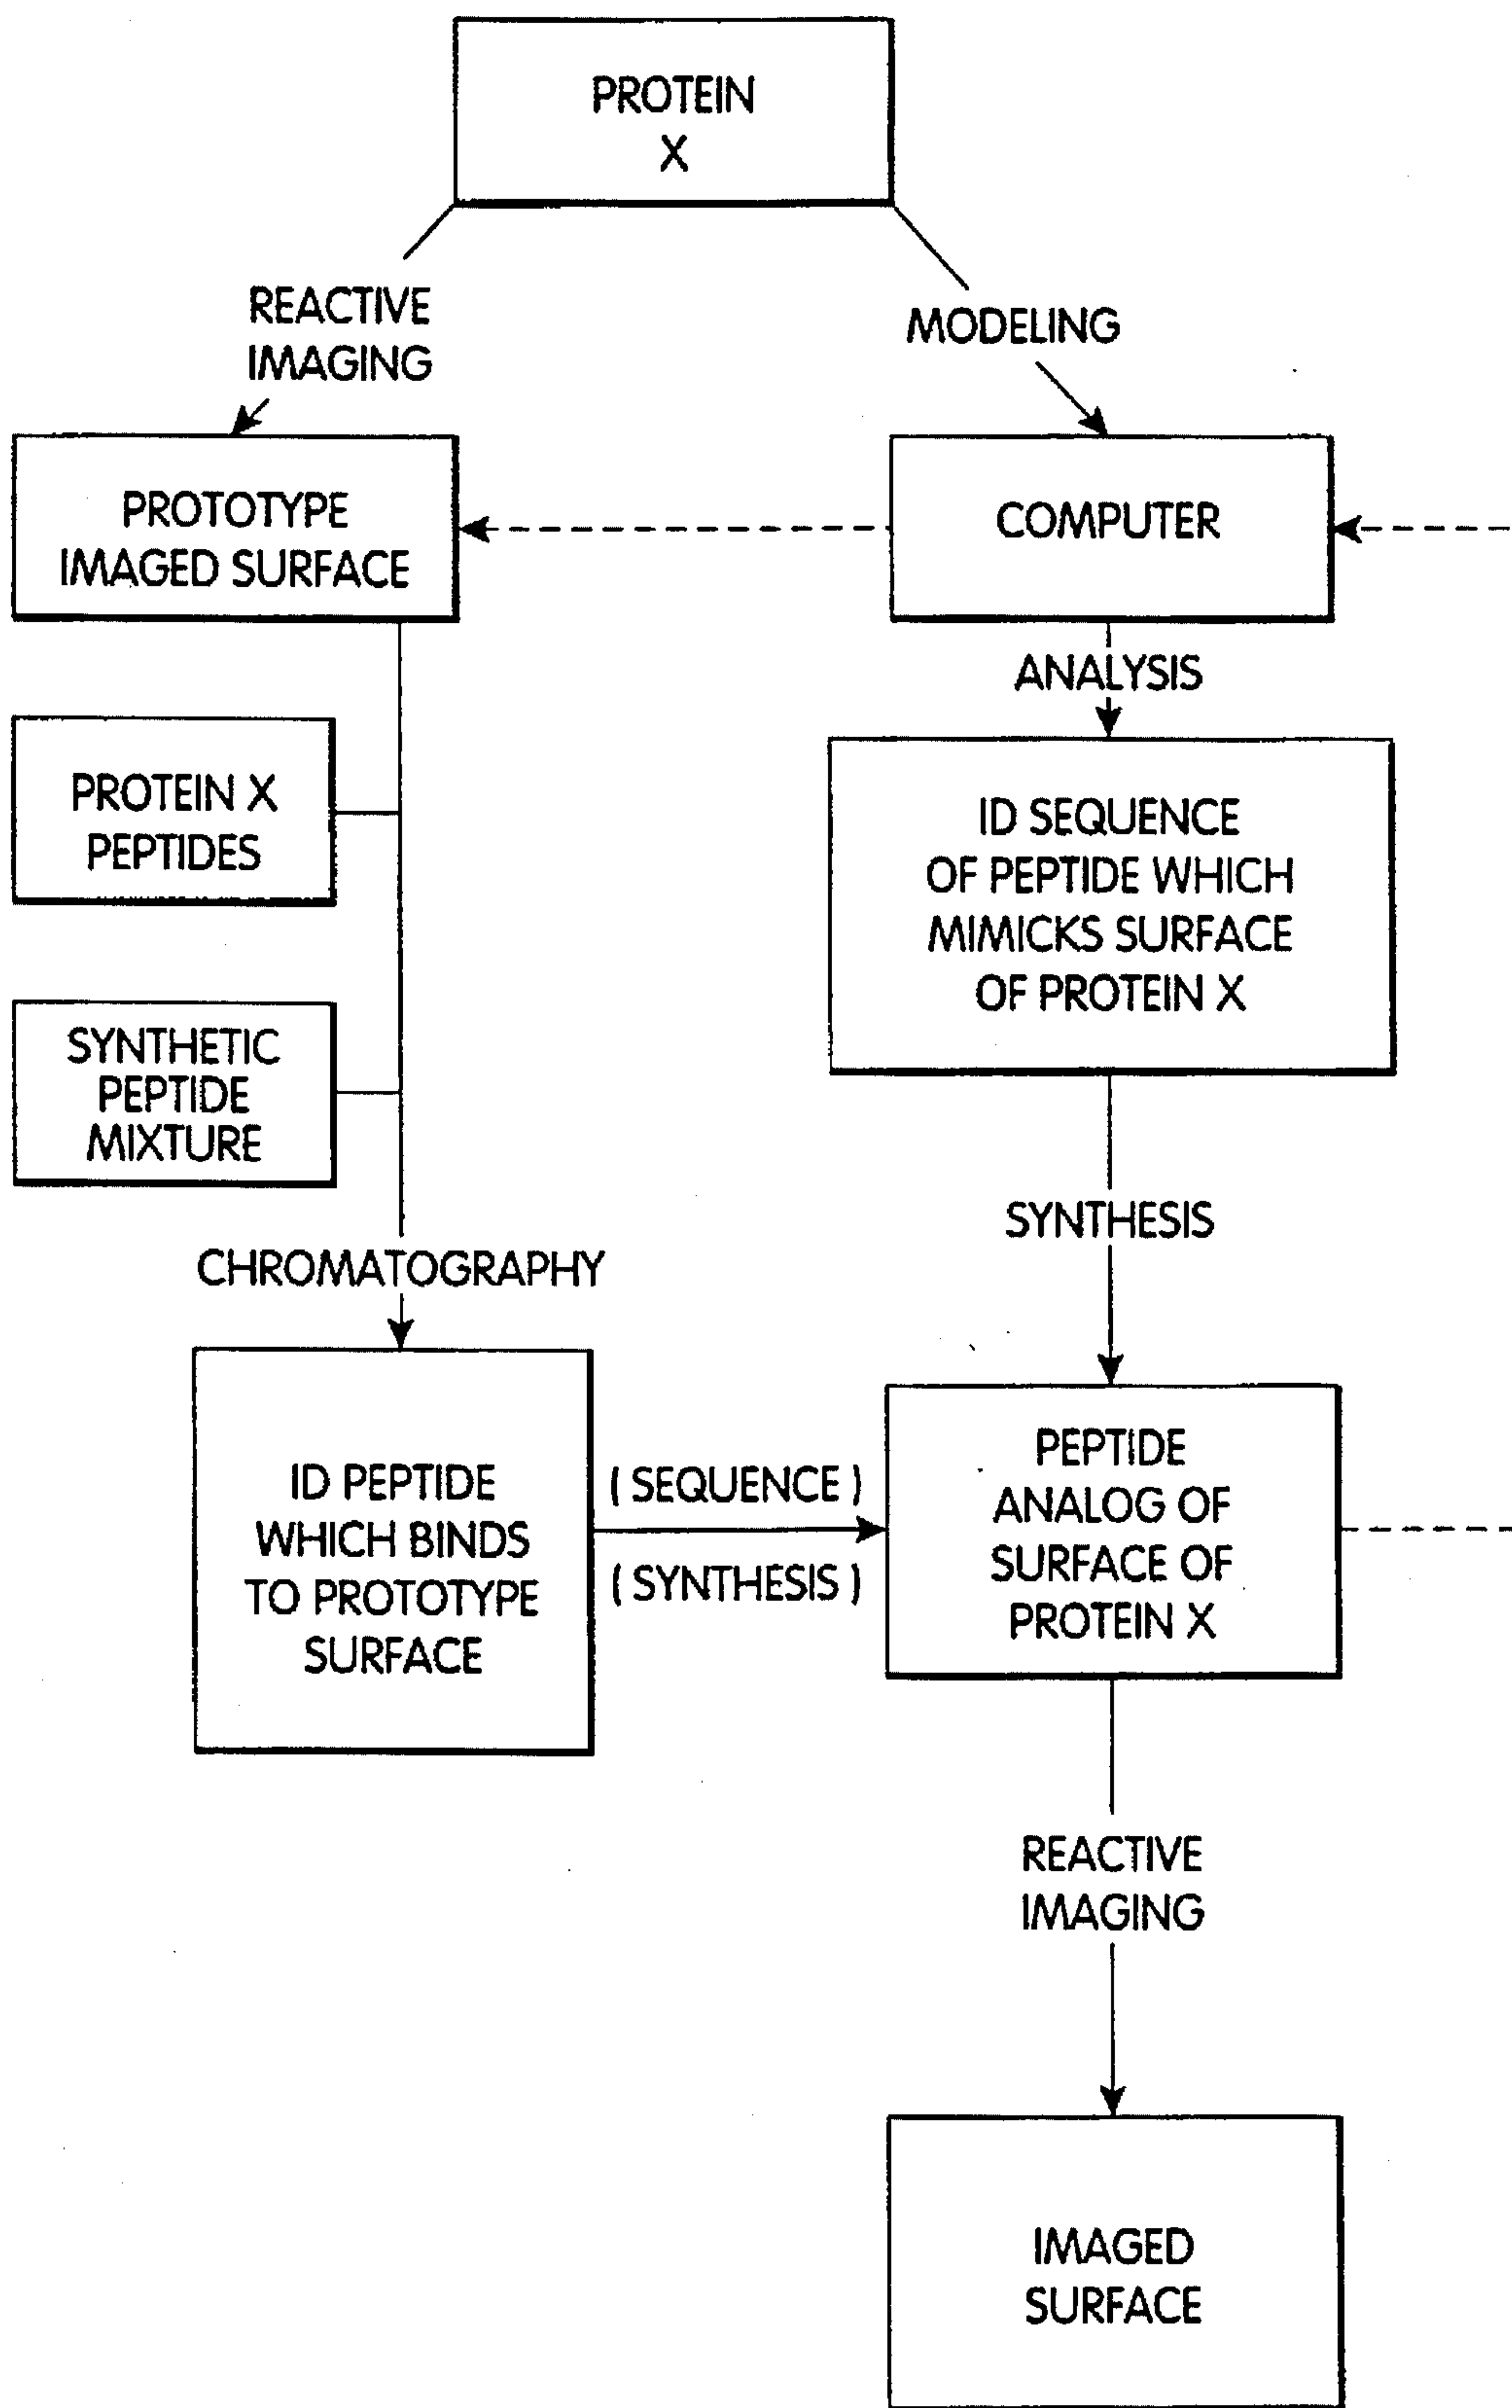 PROTEIN
X
REACTIVE
IMAGING
MODELING
PROTOTYPE
IMAGED SURFACE
COMPUTER
ANALYSIS
PROTEIN X
PEPTIDES
ID SEQUENCE
OF PEPTIDE WHICH
MIMICKS SURFACE
OF PROTEIN X
SYNTHETIC
PEPTIDE
MIXTURE
SYNTHESIS
CHROMATOGRAPHY
ID PEPTIDE
WHICH BINDS
TO PROTOTYPE
SURFACE
( SEQUENCE )
( SYNTHESIS )
PEPTIDE
ANALOG OF
SURFACE OF
PROTEIN X
REACTIVE
IMAGING
IMAGED
SURFACE